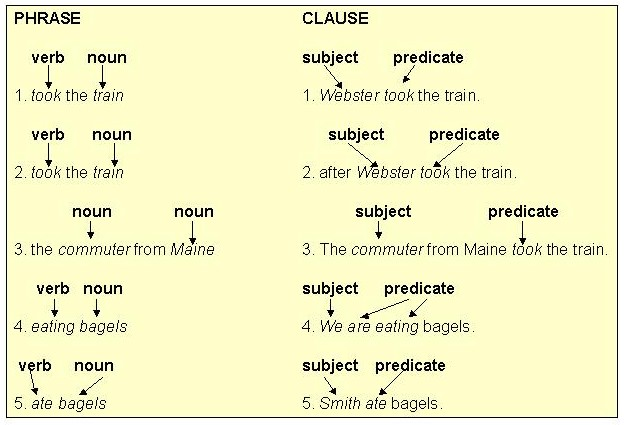 PHRASE CLAUSE
verb noun subject predicate
1. took the train 1. Webster took the train.
verb noun subject predicate
2. took the train 2. after Webster took the train.
noun noun subject predicate
3. the commuter from Maine 3. The commuter from Maine took the train.
verb noun subject predicate
4. eating bagels 4. We are eating bagels.
verb noun subject predicate
5. ate bagels 5. Smith ate bagels.